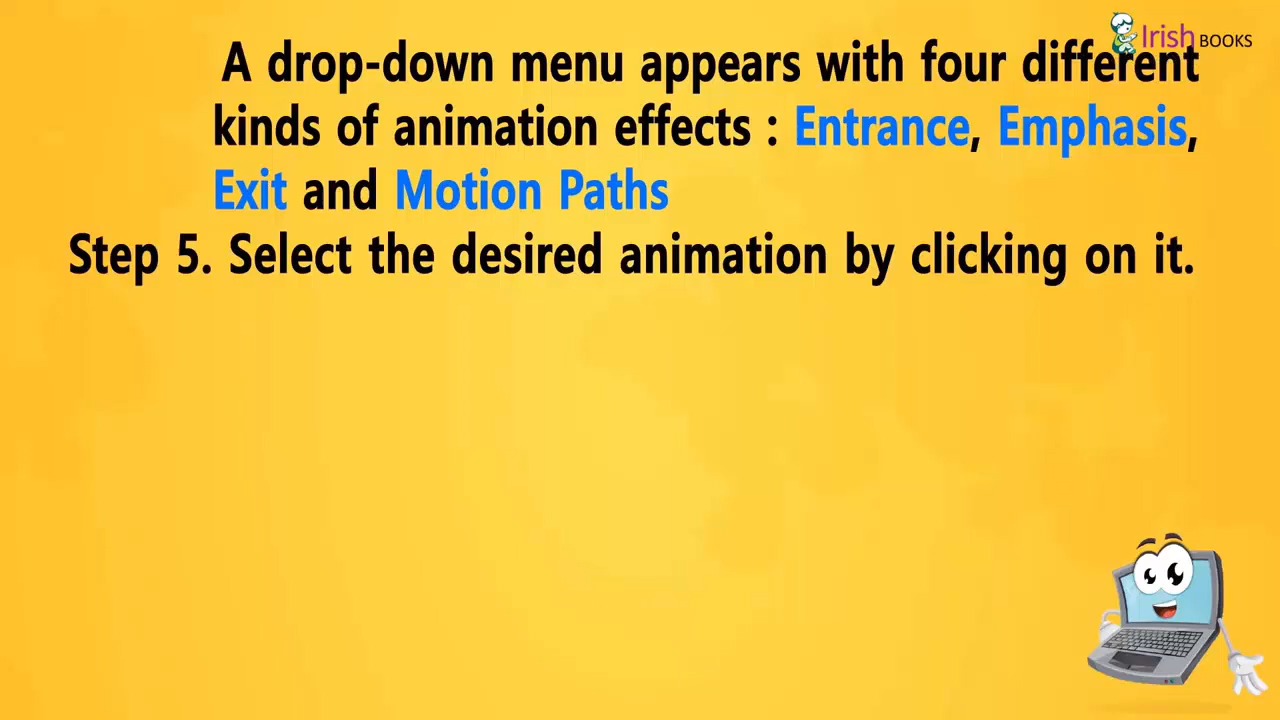 Irish BOOKS
A drop-down menu appears with four different
kinds of animation effects : Entrance, Emphasis,
Exit and Motion Paths
Step 5. Select the desired animation by clicking on it.